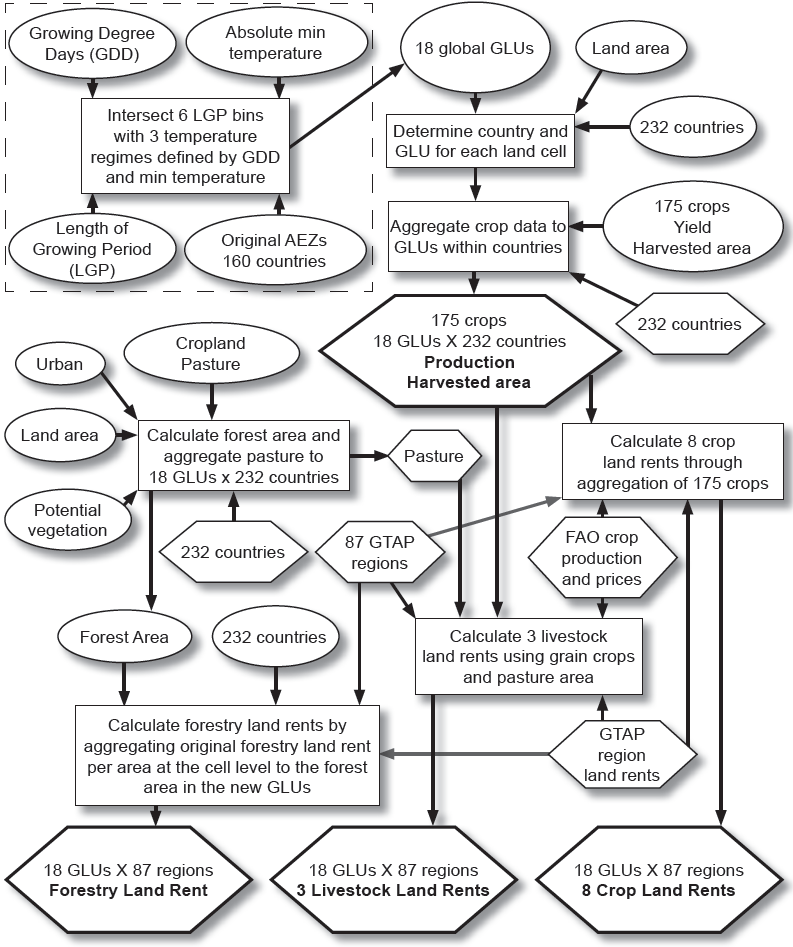 Growing Degree
Days (GDD)
Absolute min
temperature
18 global GLUs
Land area
Intersect 6 LGP bins
with 3 temperature
regimes defined by GDD
and min temperature
Determine country and
GLU for each land cell
232 countries
Length of
Growing Period
(LGP)
Original AEZs
160 countries
Aggregate crop data to
GLUs within countries
175 crops
Yield
Harvested area
232 countries
175 crops
18 GLUs X 232 countries
Production
Harvested area
Urban
Cropland
Pasture
Land area
Calculate forest area and
aggregate pasture to
18 GLUs x 232 countries
Pasture
Calculate 8 crop
land rents through
aggregation of 175 crops
Potential
vegetation
232 countries
87 GTAP
regions
FAO crop
production
and prices
Forest Area
232 countries
Calculate 3 livestock
land rents using grain crops
and pasture area
Calculate forestry land rents by
aggregating original forestry land rent
per area at the cell level to the forest
area in the new GLUs
GTAP
region
land rents
18 GLUs X 87 regions
Forestry Land Rent
18 GLUs X 87 regions
3 Livestock Land Rents
18 GLUs X 87 regions
8 Crop Land Rents